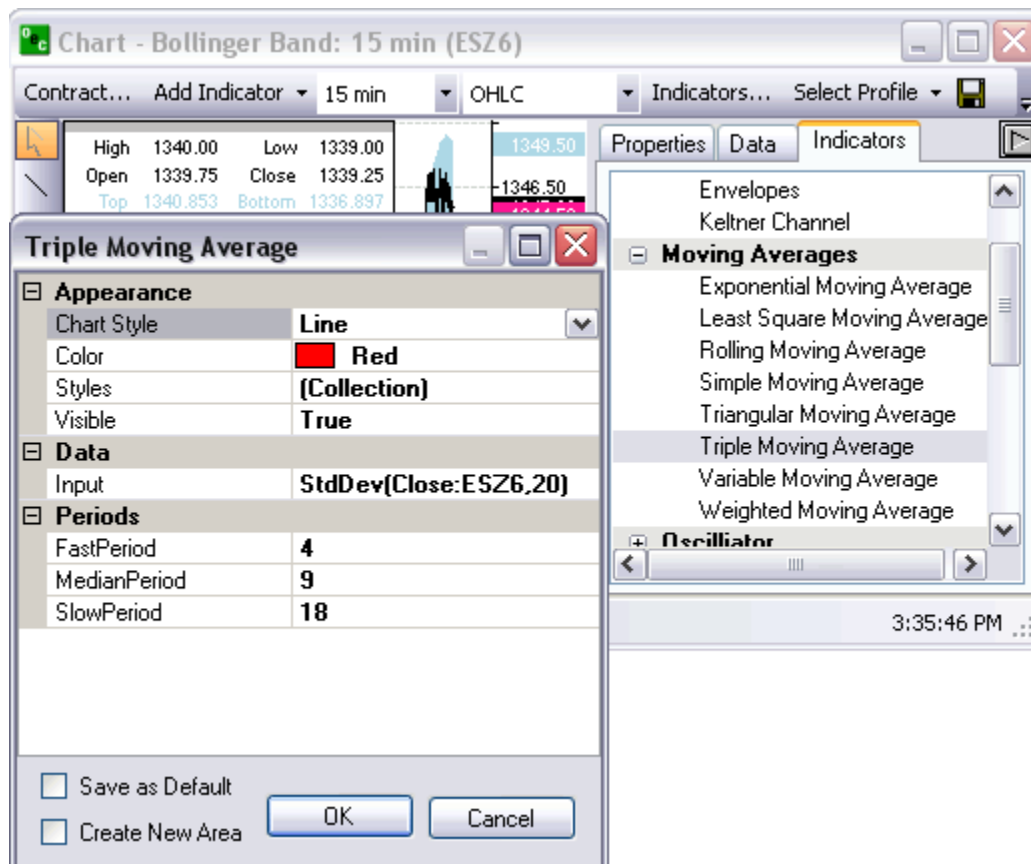 Oec Chart - Bollinger Band: 15 min (ESZ6)
Contract... Add Indicator 15 min OHLC Indicators... Select Profile
High 1340.00 Low 1339.00
Open 1339.75 Close 1339.25
Top 1340.853 Bottom 1336.897
1349.50
1346.50
Properties Data Indicators
Envelopes
Keltner Channel
Moving Averages
Exponential Moving Average
Least Square Moving Average
Rolling Moving Average
Simple Moving Average
Triangular Moving Average
Triple Moving Average
Variable Moving Average
Weighted Moving Average
Oscilliator
3:35:46 PM
Triple Moving Average
Appearance
Chart Style Line
Color Red
Styles (Collection)
Visible True
Data
Input StdDev(Close:ESZ6,20)
Periods
FastPeriod 4
MedianPeriod 9
SlowPeriod 18
Save as Default
Create New Area
OK Cancel